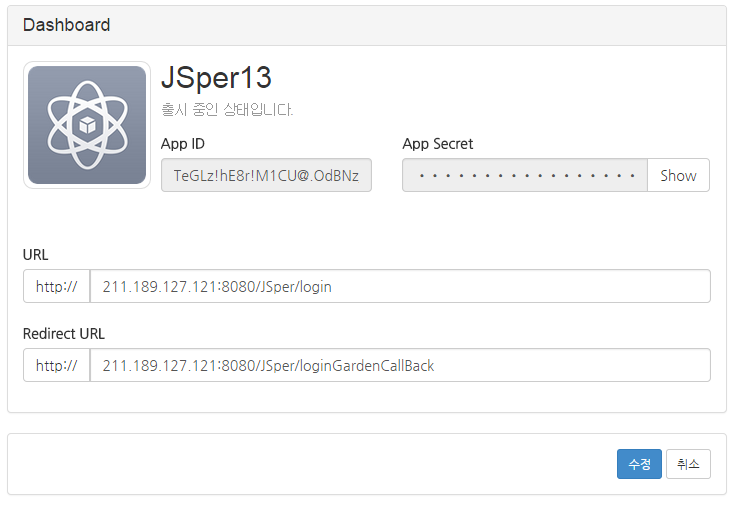 Dashboard
JSper13
출시 중인 상태입니다.
App ID
App Secret
TeGLz!hE8r!M1CU@.OdBNz
• • • • • • • • • • • • • • • • •
Show
URL
http://
211.189.127.121:8080/JSper/login
Redirect URL
http://
211.189.127.121:8080/JSper/loginGardenCallBack
수정
취소